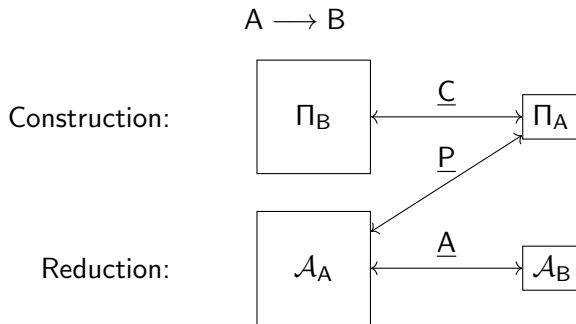 A ⟶ B
Construction: Π_B C Π_A
P
Reduction: 𝒜_A A 𝒜_B